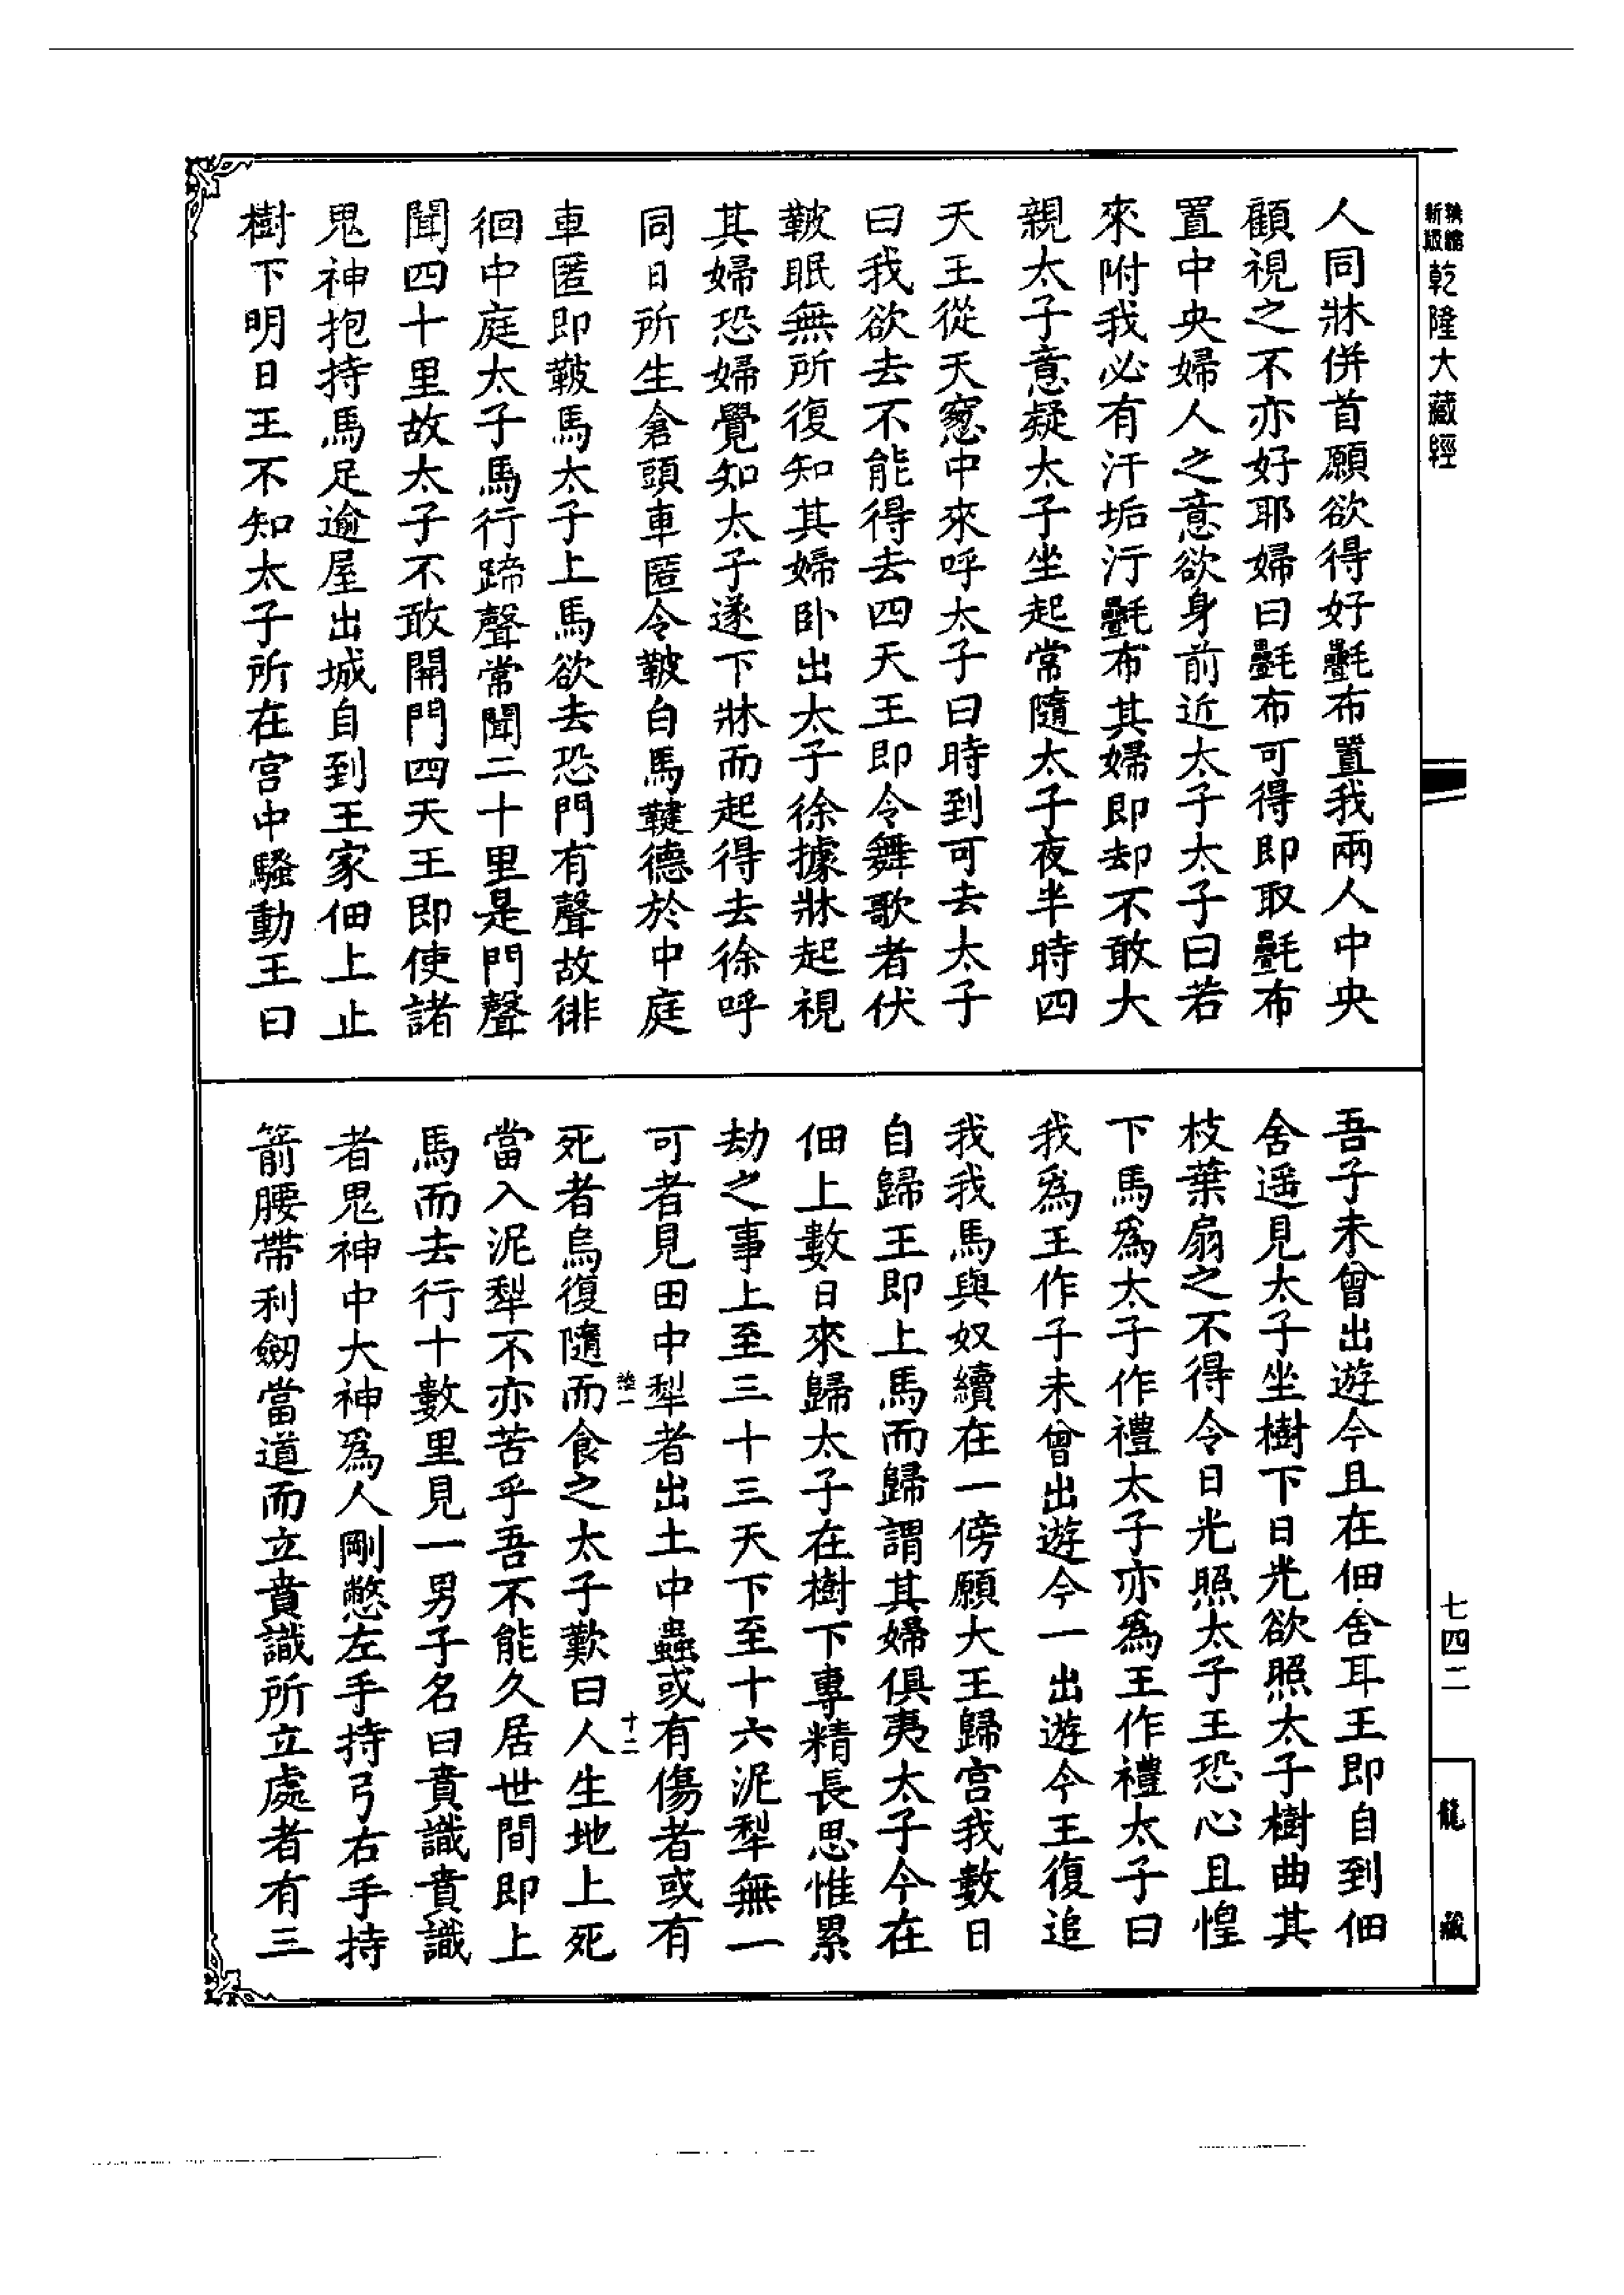 乾隆大藏經
人同牀併首願欲得好㲲布置我兩人中央
顧視之不亦好耶婦曰㲲布可得即取㲲布
置中央婦人之意欲身前近太子太子曰若
來附我必有汗垢汙㲲布其婦即却不敢大
親太子意疑太子坐起常隨太子夜半時四
天王從天窻中來呼太子曰時到可去太子
曰我欲去不能得去四天王即令舞歌者伏
鞁眠無所復知其婦卧出太子徐據牀起視
其婦恐婦覺知太子遂下牀而起得去徐呼
同日所生倉頭車匿令鞁白馬鞬德於中庭
車匿即鞁馬太子上馬欲去恐門有聲故徘
徊中庭太子馬行蹄聲常聞二十里是門聲
聞四十里故太子不敢開門四天王即使諸
鬼神抱持馬足逾屋出城自到王家佃上止
樹下明日王不知太子所在宮中騷動王曰
吾子未曾出遊今且在佃舍耳王即自到佃
舍遥見太子坐樹下日光欲照太子樹曲其
枝葉扇之不得令日光照太子王恐心且惶
下馬爲太子作禮太子亦爲王作禮太子曰
我爲王作子未曾出遊今一出遊今王復追
我我馬與奴續在一傍願大王歸宮我數日
自歸王即上馬而歸謂其婦俱夷太子今在
佃上數日來歸太子在樹下專精長思惟累
劫之事上至三十三天下至十六泥犁無一
可者見田中犁者出土中蟲或有傷者或有
死者烏復隨而食之太子歎曰人生地上死
十二
當入泥犁不亦苦乎吾不能久居世間即上
馬而去行十數里見一男子名曰賁識賁識
者鬼神中大神爲人剛憋左手持弓右手持
箭腰帶利劒當道而立賁識所立處者有三
七四二
龍藏